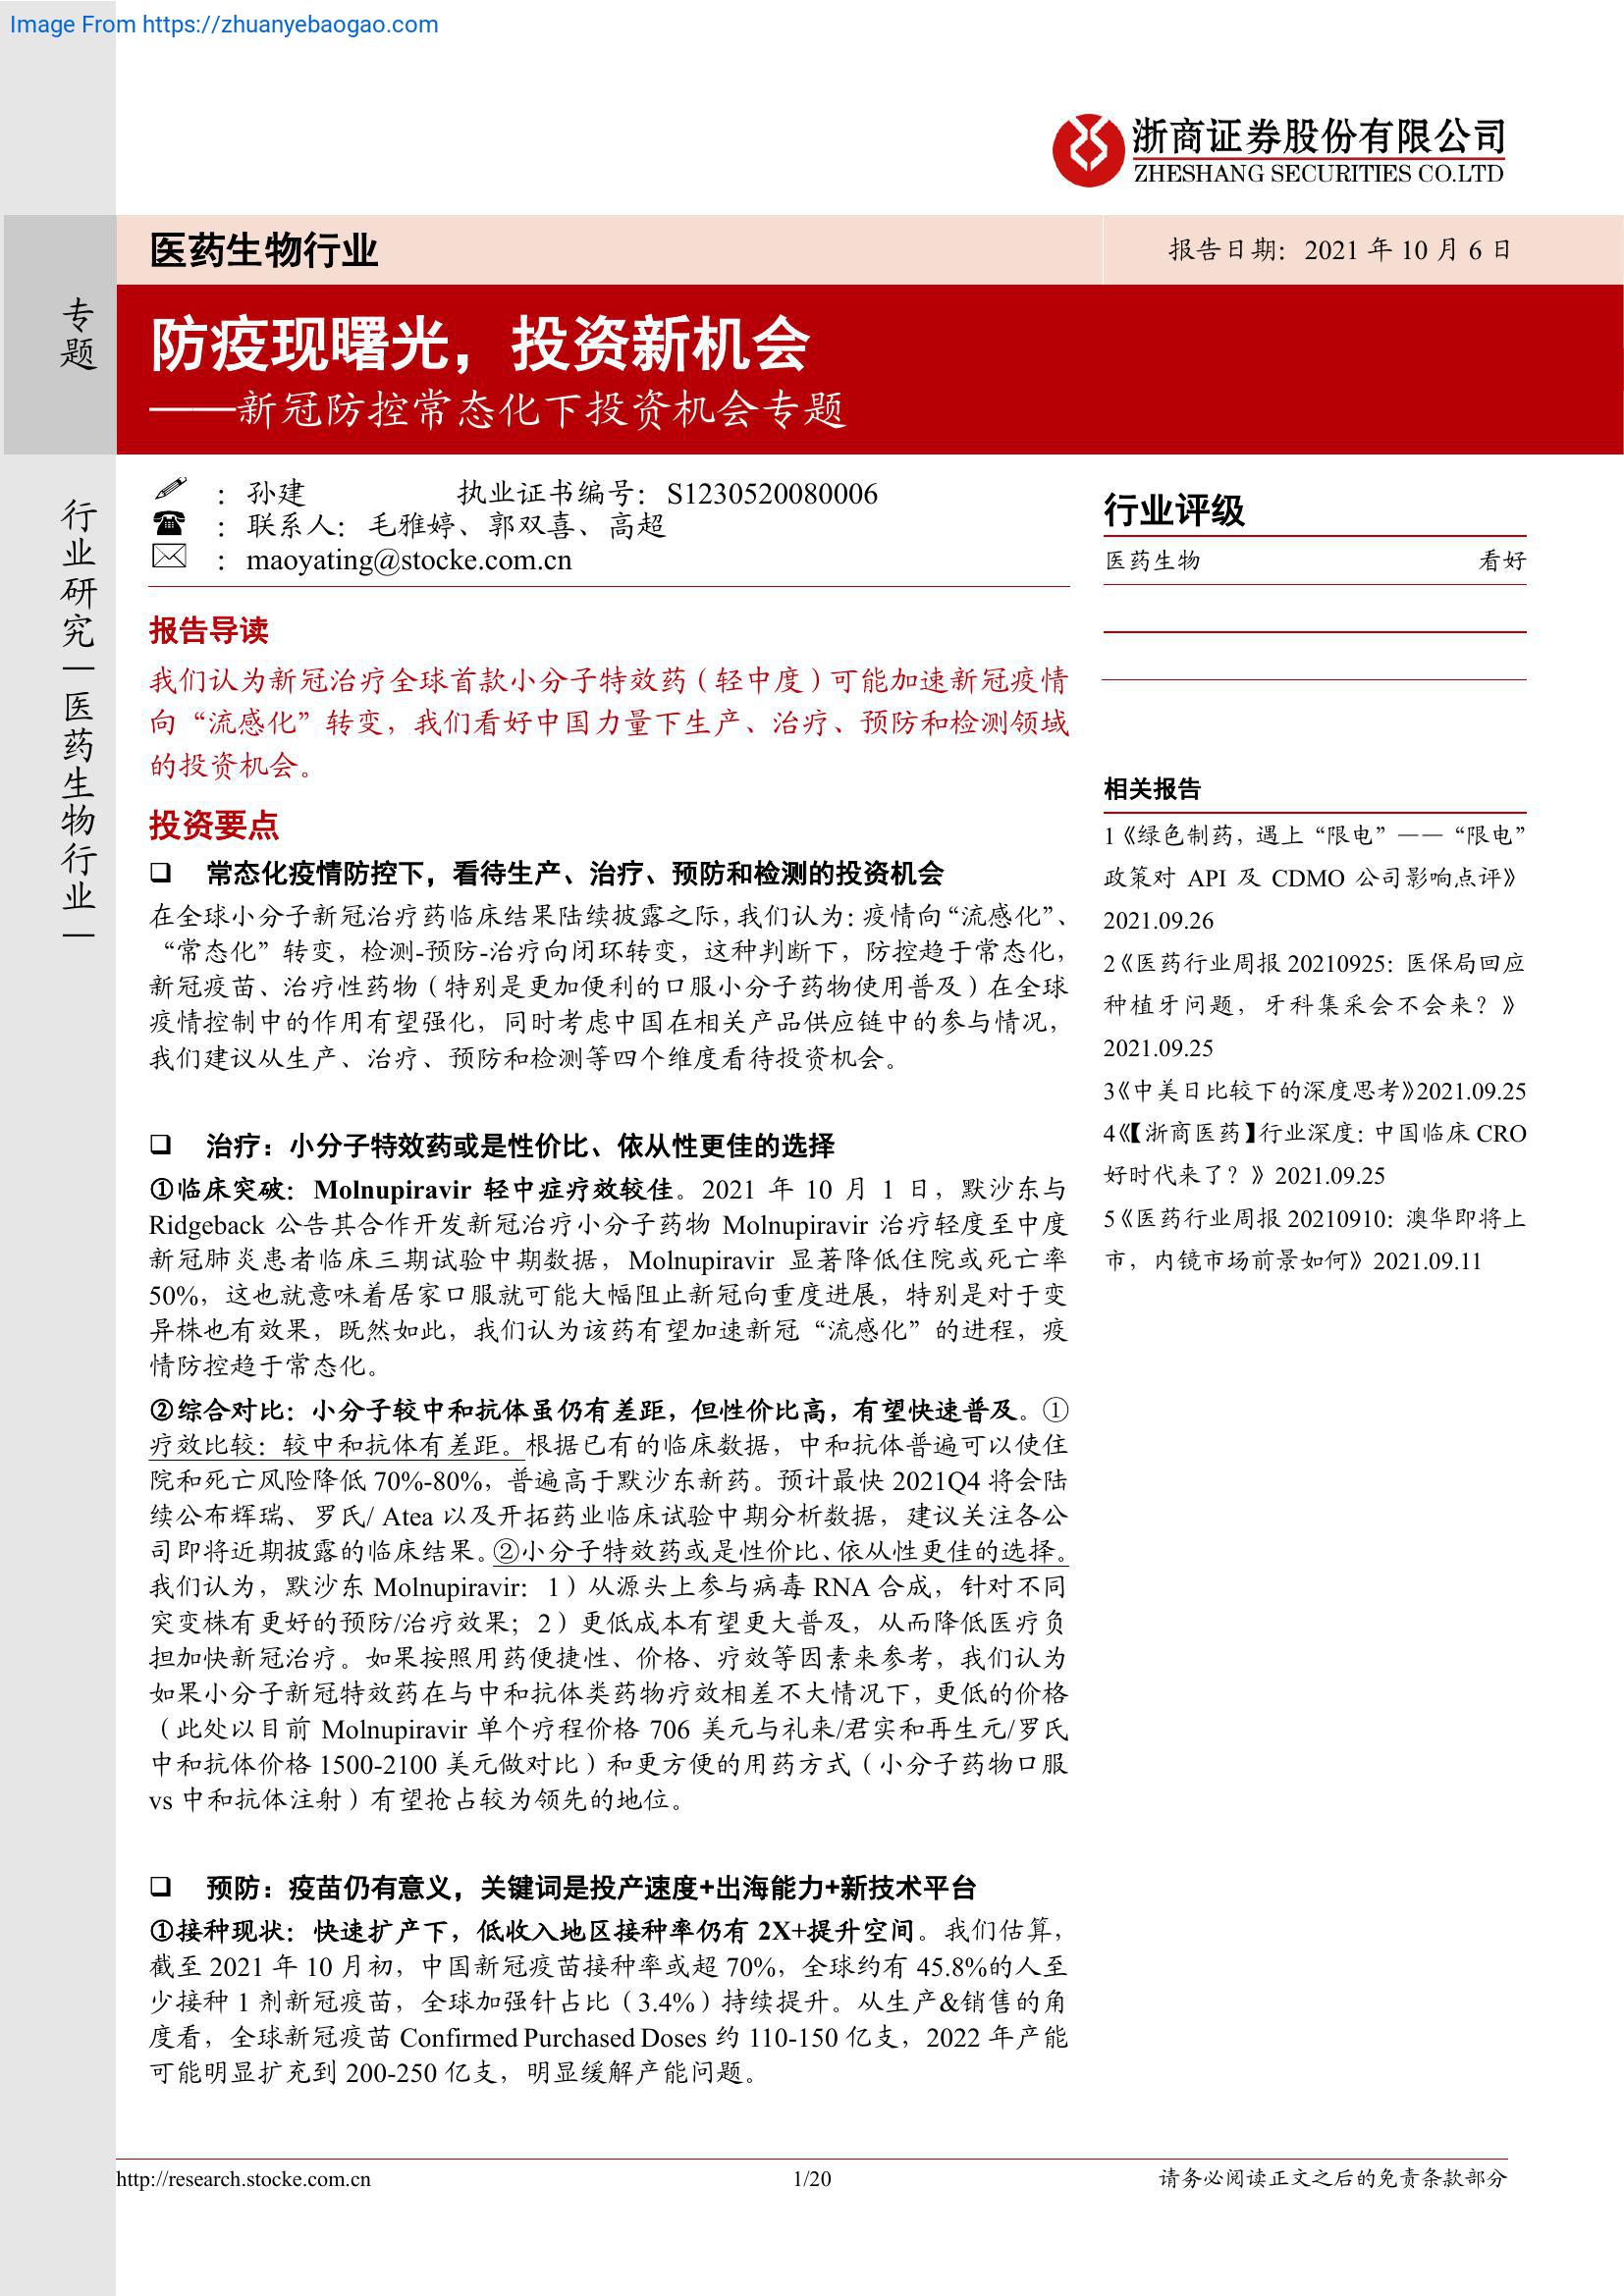 Image From https://zhuanyebaogao.com
浙商证券股份有限公司
ZHESHANG SECURITIES CO.LTD
医药生物行业
报告日期：2021 年 10 月 6 日
专题
防疫现曙光，投资新机会
——新冠防控常态化下投资机会专题
行业研究｜医药生物行业｜
：孙建 执业证书编号：S1230520080006
：联系人：毛雅婷、郭双喜、高超
：maoyating@stocke.com.cn
报告导读
我们认为新冠治疗全球首款小分子特效药（轻中度）可能加速新冠疫情
向“流感化”转变，我们看好中国力量下生产、治疗、预防和检测领域
的投资机会。
投资要点
❑ 常态化疫情防控下，看待生产、治疗、预防和检测的投资机会
在全球小分子新冠治疗药临床结果陆续披露之际，我们认为：疫情向“流感化”、
“常态化”转变，检测-预防-治疗向闭环转变，这种判断下，防控趋于常态化，
新冠疫苗、治疗性药物（特别是更加便利的口服小分子药物使用普及）在全球
疫情控制中的作用有望强化，同时考虑中国在相关产品供应链中的参与情况，
我们建议从生产、治疗、预防和检测等四个维度看待投资机会。
❑ 治疗：小分子特效药或是性价比、依从性更佳的选择
①临床突破：Molnupiravir 轻中症疗效较佳。2021 年 10 月 1 日，默沙东与
Ridgeback 公告其合作开发新冠治疗小分子药物 Molnupiravir 治疗轻度至中度
新冠肺炎患者临床三期试验中期数据，Molnupiravir 显著降低住院或死亡率
50%，这也就意味着居家口服就可能大幅阻止新冠向重度进展，特别是对于变
异株也有效果，既然如此，我们认为该药有望加速新冠“流感化”的进程，疫
情防控趋于常态化。
②综合对比：小分子较中和抗体虽仍有差距，但性价比高，有望快速普及。①
疗效比较：较中和抗体有差距。根据已有的临床数据，中和抗体普遍可以使住
院和死亡风险降低 70%-80%，普遍高于默沙东新药。预计最快 2021Q4 将会陆
续公布辉瑞、罗氏/ Atea 以及开拓药业临床试验中期分析数据，建议关注各公
司即将近期披露的临床结果。②小分子特效药或是性价比、依从性更佳的选择。
我们认为，默沙东 Molnupiravir：1）从源头上参与病毒 RNA 合成，针对不同
突变株有更好的预防/治疗效果；2）更低成本有望更大普及，从而降低医疗负
担加快新冠治疗。如果按照用药便捷性、价格、疗效等因素来参考，我们认为
如果小分子新冠特效药在与中和抗体类药物疗效相差不大情况下，更低的价格
（此处以目前 Molnupiravir 单个疗程价格 706 美元与礼来/君实和再生元/罗氏
中和抗体价格 1500-2100 美元做对比）和更方便的用药方式（小分子药物口服
vs 中和抗体注射）有望抢占较为领先的地位。
❑ 预防：疫苗仍有意义，关键词是投产速度+出海能力+新技术平台
①接种现状：快速扩产下，低收入地区接种率仍有 2X+提升空间。我们估算，
截至 2021 年 10 月初，中国新冠疫苗接种率或超 70%，全球约有 45.8%的人至
少接种 1 剂新冠疫苗，全球加强针占比（3.4%）持续提升。从生产&销售的角
度看，全球新冠疫苗 Confirmed Purchased Doses 约 110-150 亿支，2022 年产能
可能明显扩充到 200-250 亿支，明显缓解产能问题。
行业评级
医药生物 看好
相关报告
1《绿色制药，遇上“限电”——“限电”
政策对 API 及 CDMO 公司影响点评》
2021.09.26
2《医药行业周报 20210925：医保局回应
种植牙问题，牙科集采会不会来？》
2021.09.25
3《中美日比较下的深度思考》2021.09.25
4《【浙商医药】行业深度：中国临床 CRO
好时代来了？》2021.09.25
5《医药行业周报 20210910：澳华即将上
市，内镜市场前景如何》2021.09.11
http://research.stocke.com.cn
1/20
请务必阅读正文之后的免责条款部分